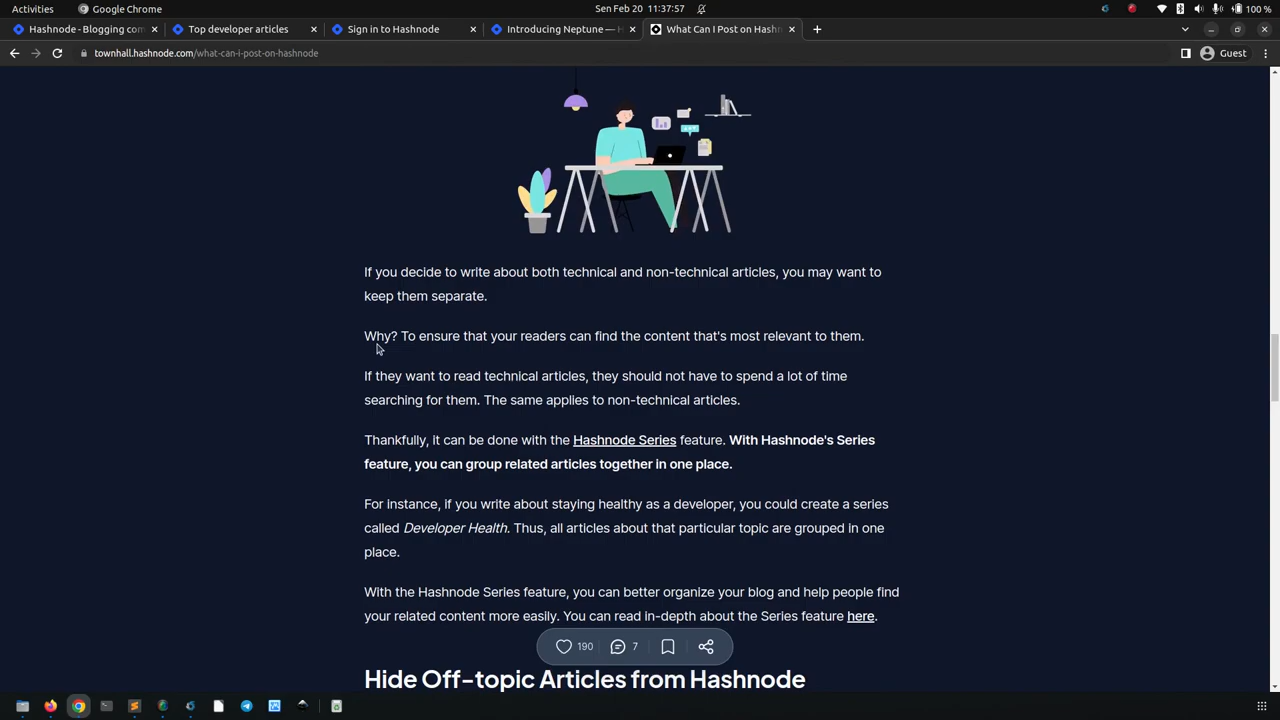 Activities
Google Chrome
Sen Feb 20 11:37:57
100 %
Hashnode - Blogging com
Top developer articles
Sign in to Hashnode
Introducing Neptune — H
What Can I Post on Hashn
townhall.hashnode.com/what-can-i-post-on-hashnode
Guest
If you decide to write about both technical and non-technical articles, you may want to
keep them separate.
Why? To ensure that your readers can find the content that's most relevant to them.
If they want to read technical articles, they should not have to spend a lot of time
searching for them. The same applies to non-technical articles.
Thankfully, it can be done with the Hashnode Series feature. With Hashnode's Series
feature, you can group related articles together in one place.
For instance, if you write about staying healthy as a developer, you could create a series
called Developer Health. Thus, all articles about that particular topic are grouped in one
place.
With the Hashnode Series feature, you can better organize your blog and help people find
your related content more easily. You can read in-depth about the Series feature here.
190
7
Hide Off-topic Articles from Hashnode